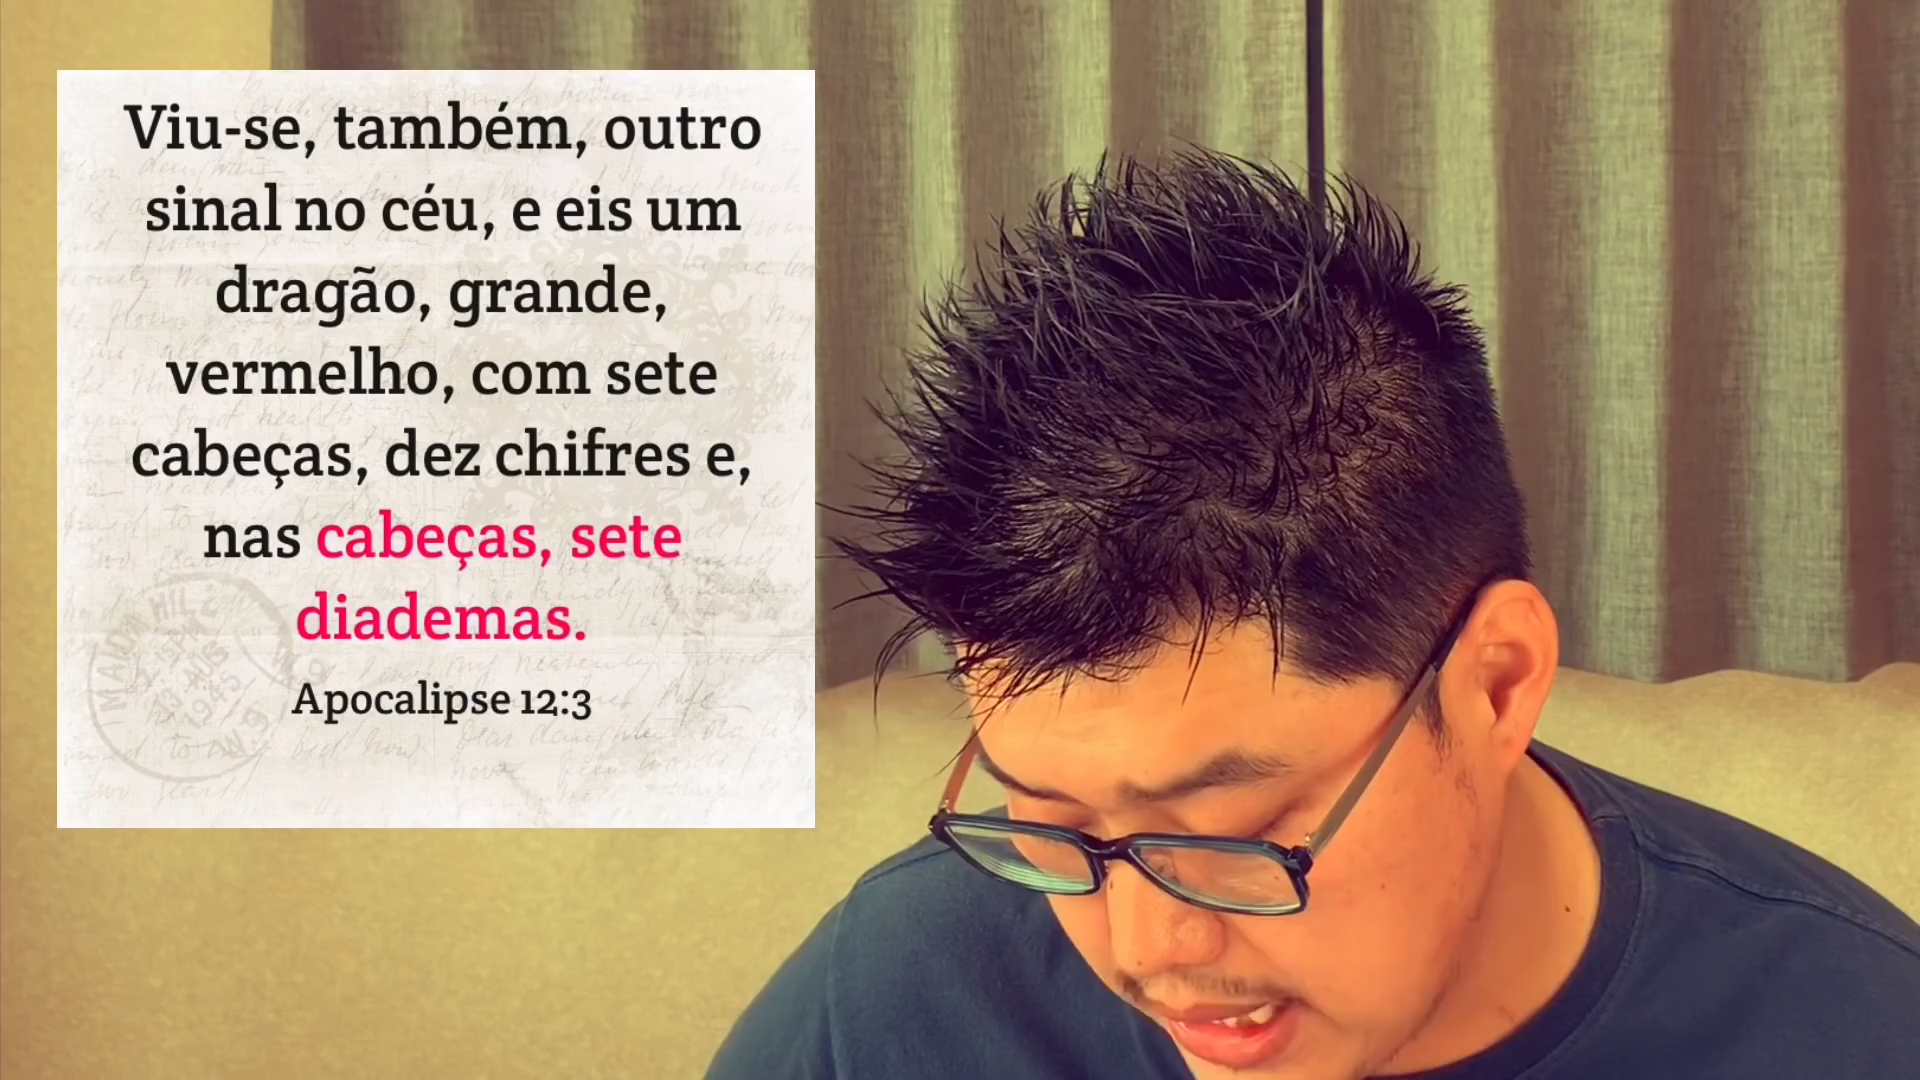 Viu-se, também, outro
sinal no céu, e eis um
dragão, grande,
vermelho, com sete
cabeças, dez chifres e,
nas cabeças, sete
diademas.
Apocalipse 12:3